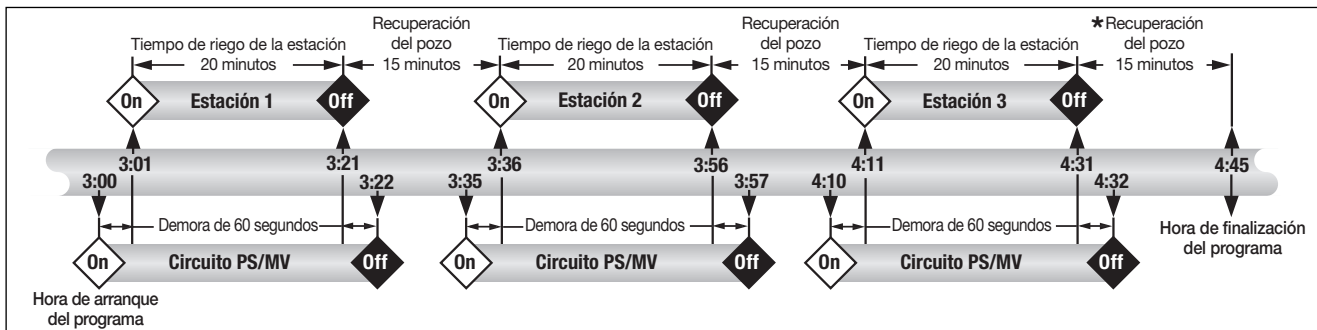 Recuperación Recuperación *Recuperación
Tiempo de riego de la estación del pozo Tiempo de riego de la estación del pozo Tiempo de riego de la estación del pozo
20 minutos 15 minutos 20 minutos 15 minutos 20 minutos 15 minutos
On Estación 1 Off On Estación 2 Off On Estación 3 Off
3:01 3:21 3:36 3:56 4:11 4:31 4:45
3:00 3:22 3:35 3:57 4:10 4:32
Demora de 60 segundos Demora de 60 segundos Demora de 60 segundos Hora de finalización
del programa
On Circuito PS/MV Off On Circuito PS/MV Off On Circuito PS/MV Off
Hora de arranque
del programa